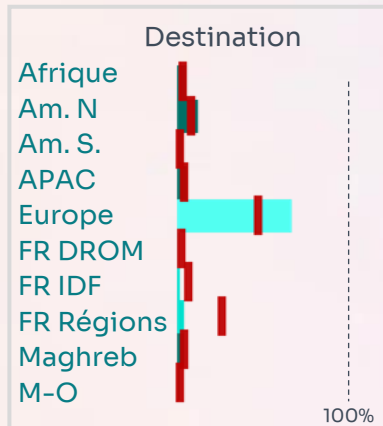 Destination
Afrique
Am. N
Am. S.
APAC
Europe
FR DROM
FR IDF
FR Régions
Maghreb
M-O
100%